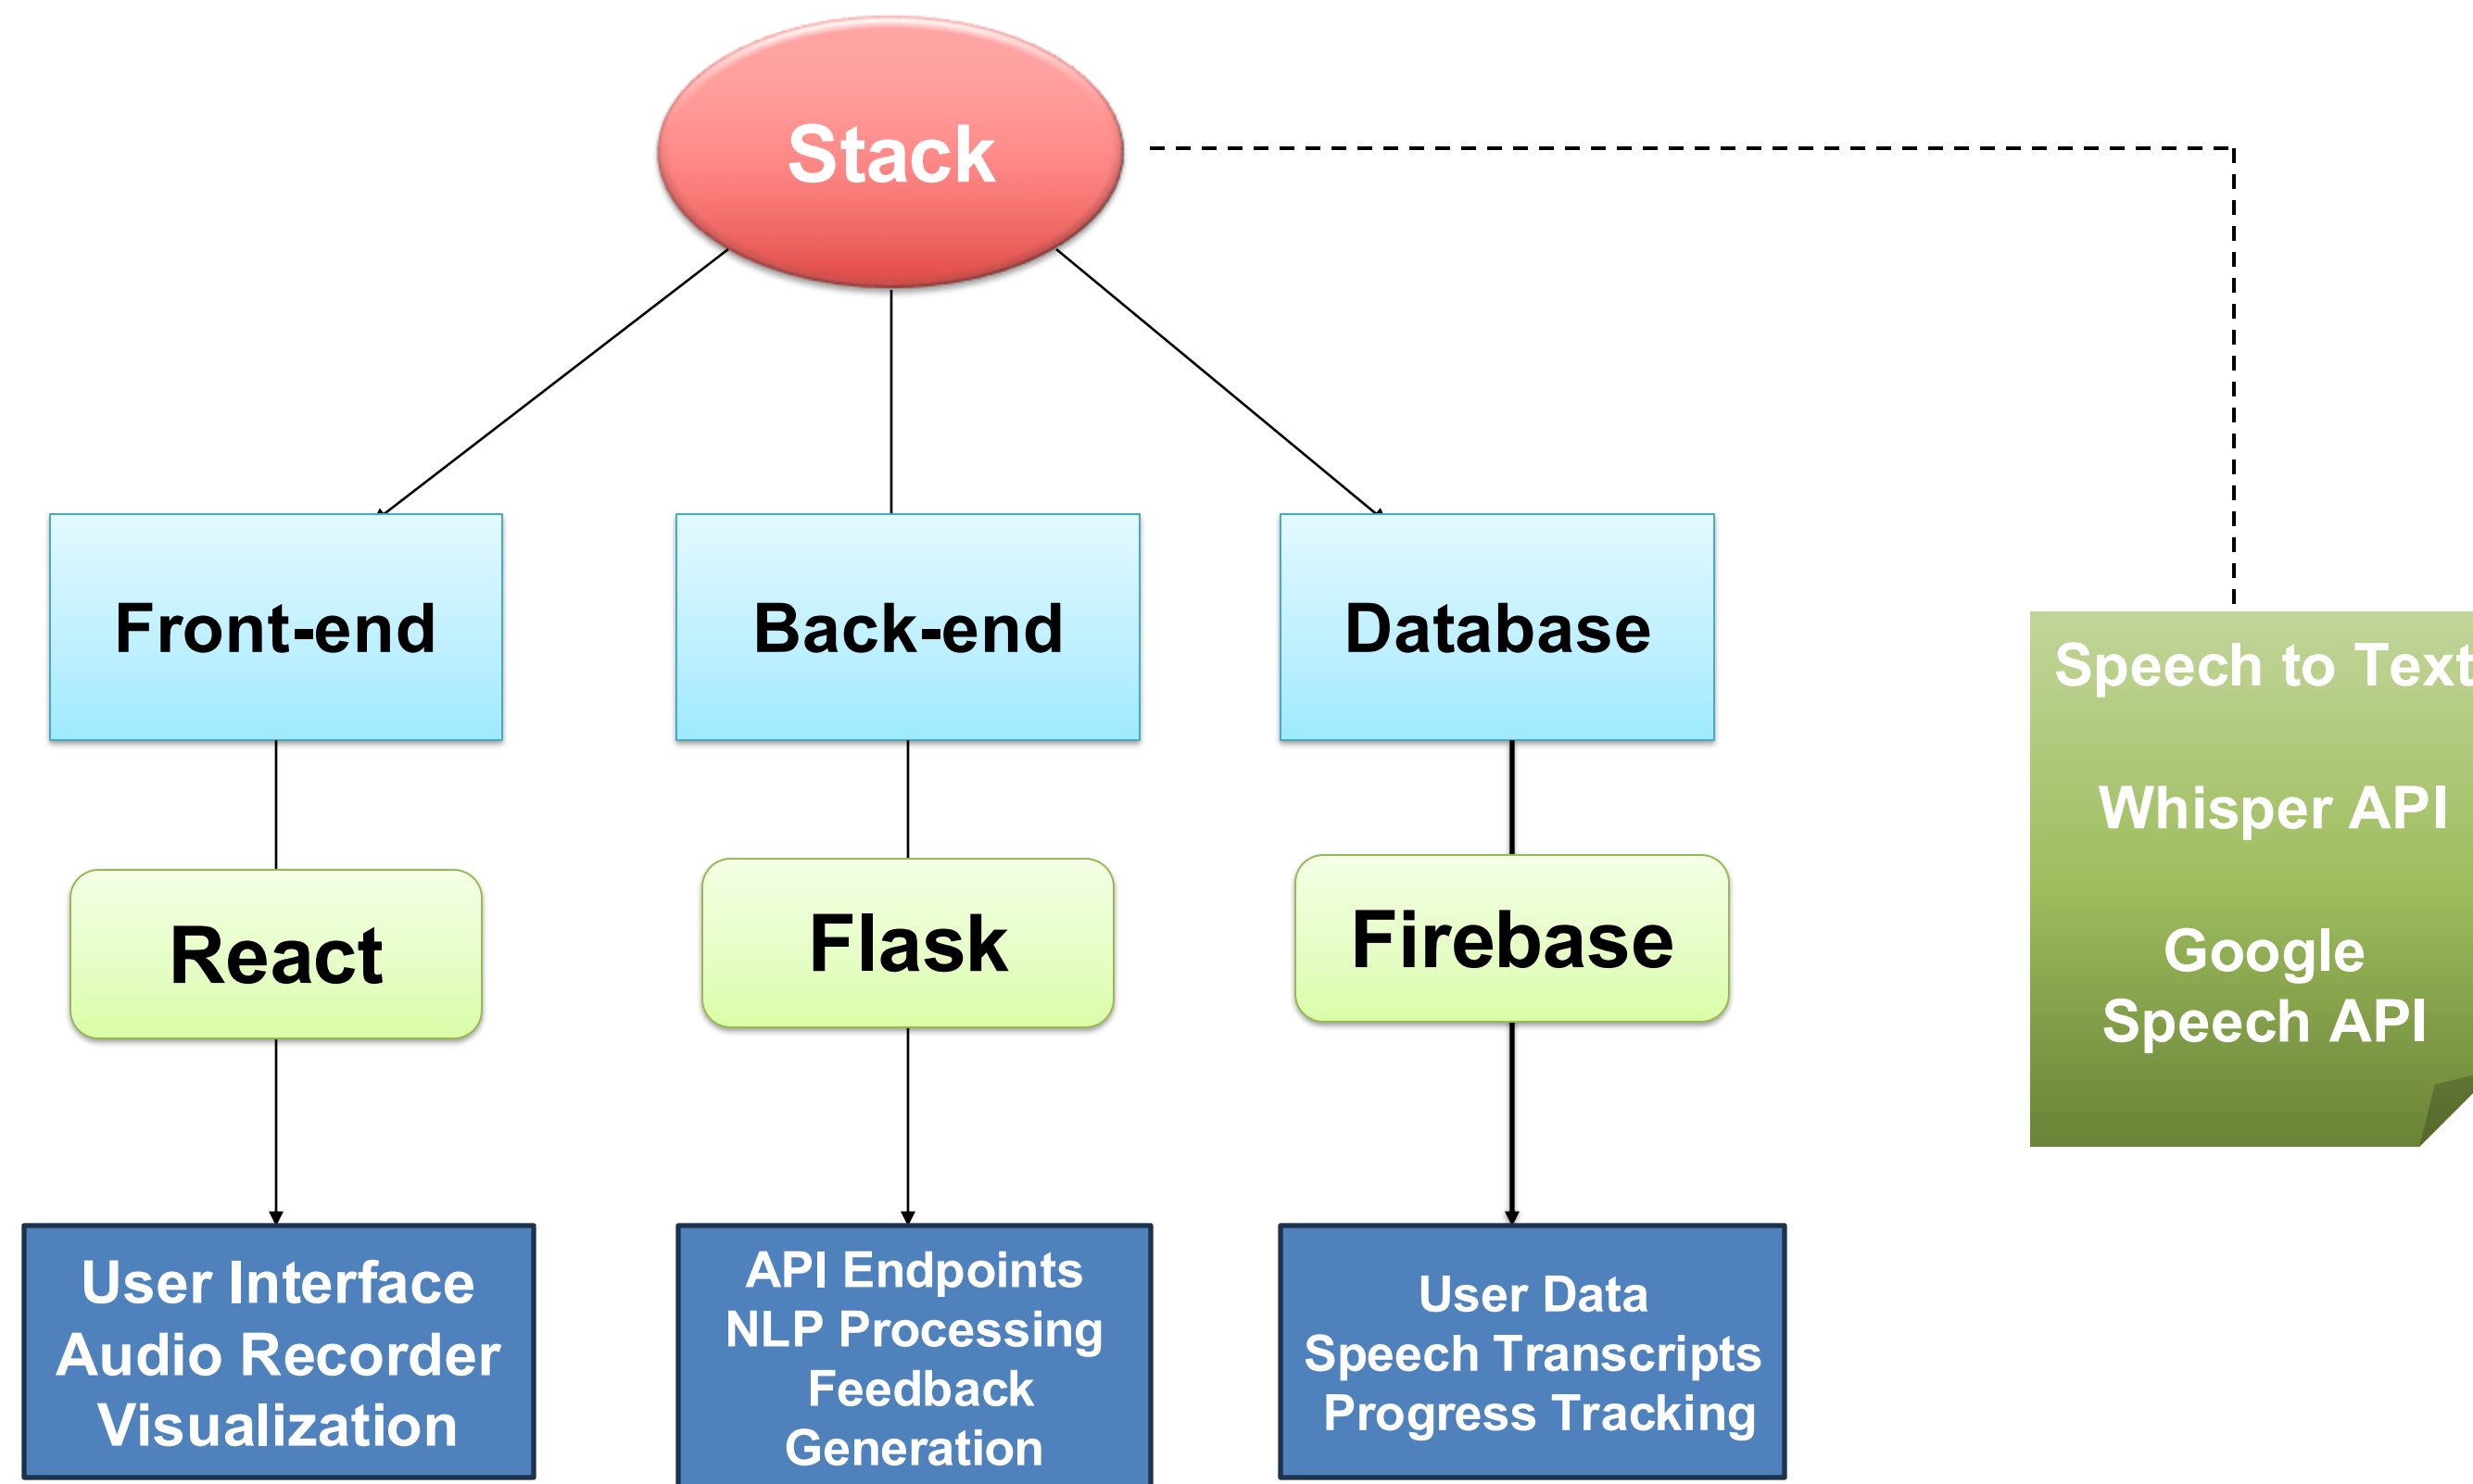 Stack
Front-end
Back-end
Database
Speech to Text
Whisper API
Google
Speech API
React
Flask
Firebase
User Interface
Audio Recorder
Visualization
API Endpoints
NLP Processing
Feedback
Generation
User Data
Speech Transcripts
Progress Tracking